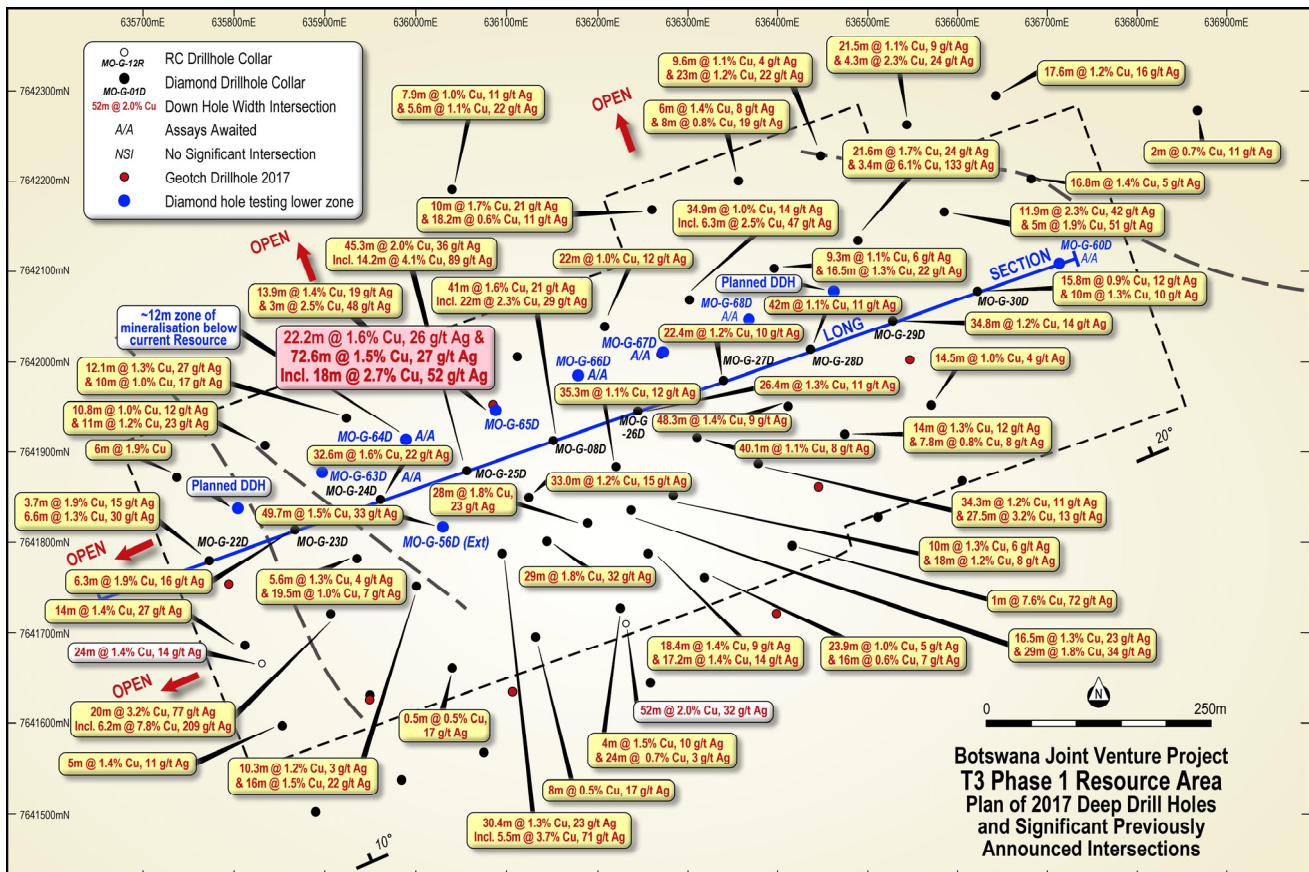 635700mE
635800mE
635900mE
636000mE
636100mE
636200mE
636300mE
636400mE
636500mE
636600mE
636700mE
636800mE
636900mE
7642300mN
7642200mN
7642100mN
7642000mN
7641900mN
7641800mN
7641700mN
7641600mN
7641500mN
MO-G-12R RC Drillhole Collar
MO-G-01D Diamond Drillhole Collar
52m @ 2.0% Cu Down Hole Width Intersection
A/A Assays Awaited
NSI No Significant Intersection
Geotch Drillhole 2017
Diamond hole testing lower zone
7.9m @ 1.0% Cu, 11 g/t Ag
& 5.6m @ 1.1% Cu, 22 g/t Ag
OPEN
9.6m @ 1.1% Cu, 4 g/t Ag
& 23m @ 1.2% Cu, 22 g/t Ag
21.5m @ 1.1% Cu, 9 g/t Ag
& 4.3m @ 2.3% Cu, 24 g/t Ag
17.6m @ 1.2% Cu, 16 g/t Ag
6m @ 1.4% Cu, 8 g/t Ag
& 8m @ 0.8% Cu, 19 g/t Ag
21.6m @ 1.7% Cu, 24 g/t Ag
& 3.4m @ 6.1% Cu, 133 g/t Ag
2m @ 0.7% Cu, 11 g/t Ag
16.8m @ 1.4% Cu, 5 g/t Ag
10m @ 1.7% Cu, 21 g/t Ag
& 18.2m @ 0.6% Cu, 11 g/t Ag
34.9m @ 1.0% Cu, 14 g/t Ag
Incl. 6.3m @ 2.5% Cu, 47 g/t Ag
11.9m @ 2.3% Cu, 42 g/t Ag
& 5m @ 1.9% Cu, 51 g/t Ag
OPEN
45.3m @ 2.0% Cu, 36 g/t Ag
Incl. 14.2m @ 4.1% Cu, 89 g/t Ag
22m @ 1.0% Cu, 12 g/t Ag
9.3m @ 1.1% Cu, 6 g/t Ag
& 16.5m @ 1.3% Cu, 22 g/t Ag
SECTION
MO-G-60D
A/A
13.9m @ 1.4% Cu, 19 g/t Ag
& 3m @ 2.5% Cu, 48 g/t Ag
41m @ 1.6% Cu, 21 g/t Ag
Incl. 22m @ 2.3% Cu, 29 g/t Ag
Planned DDH
15.8m @ 0.9% Cu, 12 g/t Ag
& 10m @ 1.3% Cu, 10 g/t Ag
MO-G-68D
A/A
42m @ 1.1% Cu, 11 g/t Ag
MO-G-30D
~12m zone of
mineralisation below
current Resource
22.2m @ 1.6% Cu, 26 g/t Ag &
72.6m @ 1.5% Cu, 27 g/t Ag
Incl. 18m @ 2.7% Cu, 52 g/t Ag
22.4m @ 1.2% Cu, 10 g/t Ag
LONG
MO-G-29D
34.8m @ 1.2% Cu, 14 g/t Ag
MO-G-67D
A/A
MO-G-27D
MO-G-28D
14.5m @ 1.0% Cu, 4 g/t Ag
12.1m @ 1.3% Cu, 27 g/t Ag
& 10m @ 1.0% Cu, 17 g/t Ag
MO-G-66D
A/A
26.4m @ 1.3% Cu, 11 g/t Ag
35.3m @ 1.1% Cu, 12 g/t Ag
10.8m @ 1.0% Cu, 12 g/t Ag
& 11m @ 1.2% Cu, 23 g/t Ag
MO-G-65D
MO-G
-26D
48.3m @ 1.4% Cu, 9 g/t Ag
14m @ 1.3% Cu, 12 g/t Ag
& 7.8m @ 0.8% Cu, 8 g/t Ag
20°
MO-G-64D A/A
MO-G-08D
40.1m @ 1.1% Cu, 8 g/t Ag
6m @ 1.9% Cu
32.6m @ 1.6% Cu, 22 g/t Ag
MO-G-63D A/A
MO-G-25D
33.0m @ 1.2% Cu, 15 g/t Ag
Planned DDH
MO-G-24D
28m @ 1.8% Cu,
23 g/t Ag
34.3m @ 1.2% Cu, 11 g/t Ag
& 27.5m @ 3.2% Cu, 13 g/t Ag
3.7m @ 1.9% Cu, 15 g/t Ag
6.6m @ 1.3% Cu, 30 g/t Ag
49.7m @ 1.5% Cu, 33 g/t Ag
MO-G-56D (Ext)
MO-G-22D
MO-G-23D
OPEN
10m @ 1.3% Cu, 6 g/t Ag
& 18m @ 1.2% Cu, 8 g/t Ag
6.3m @ 1.9% Cu, 16 g/t Ag
5.6m @ 1.3% Cu, 4 g/t Ag
& 19.5m @ 1.0% Cu, 7 g/t Ag
29m @ 1.8% Cu, 32 g/t Ag
1m @ 7.6% Cu, 72 g/t Ag
14m @ 1.4% Cu, 27 g/t Ag
24m @ 1.4% Cu, 14 g/t Ag
18.4m @ 1.4% Cu, 9 g/t Ag
& 17.2m @ 1.4% Cu, 14 g/t Ag
23.9m @ 1.0% Cu, 5 g/t Ag
& 16m @ 0.6% Cu, 7 g/t Ag
16.5m @ 1.3% Cu, 23 g/t Ag
& 29m @ 1.8% Cu, 34 g/t Ag
OPEN
20m @ 3.2% Cu, 77 g/t Ag
Incl. 6.2m @ 7.8% Cu, 209 g/t Ag
0.5m @ 0.5% Cu,
17 g/t Ag
52m @ 2.0% Cu, 32 g/t Ag
N
0 250m
5m @ 1.4% Cu, 11 g/t Ag
10.3m @ 1.2% Cu, 3 g/t Ag
& 16m @ 1.5% Cu, 22 g/t Ag
4m @ 1.5% Cu, 10 g/t Ag
& 24m @ 0.7% Cu, 3 g/t Ag
8m @ 0.5% Cu, 17 g/t Ag
30.4m @ 1.3% Cu, 23 g/t Ag
Incl. 5.5m @ 3.7% Cu, 71 g/t Ag
10°
Botswana Joint Venture Project
T3 Phase 1 Resource Area
Plan of 2017 Deep Drill Holes
and Significant Previously
Announced Intersections